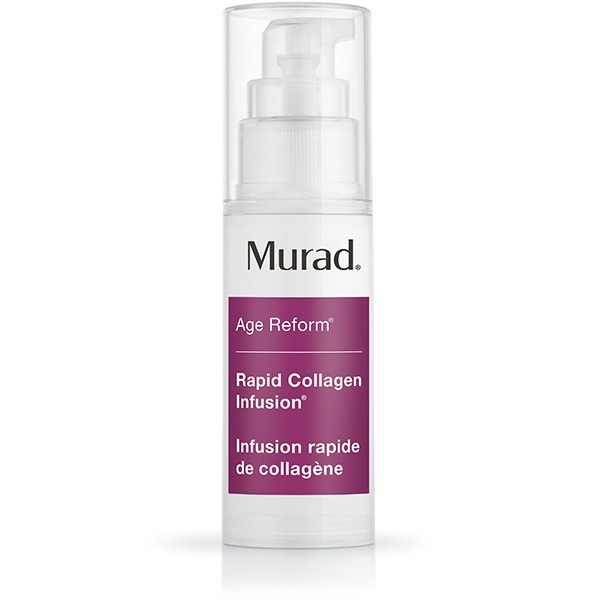 Murad®
Age Reform®
Rapid Collagen
Infusion®
Infusion rapide
de collagène